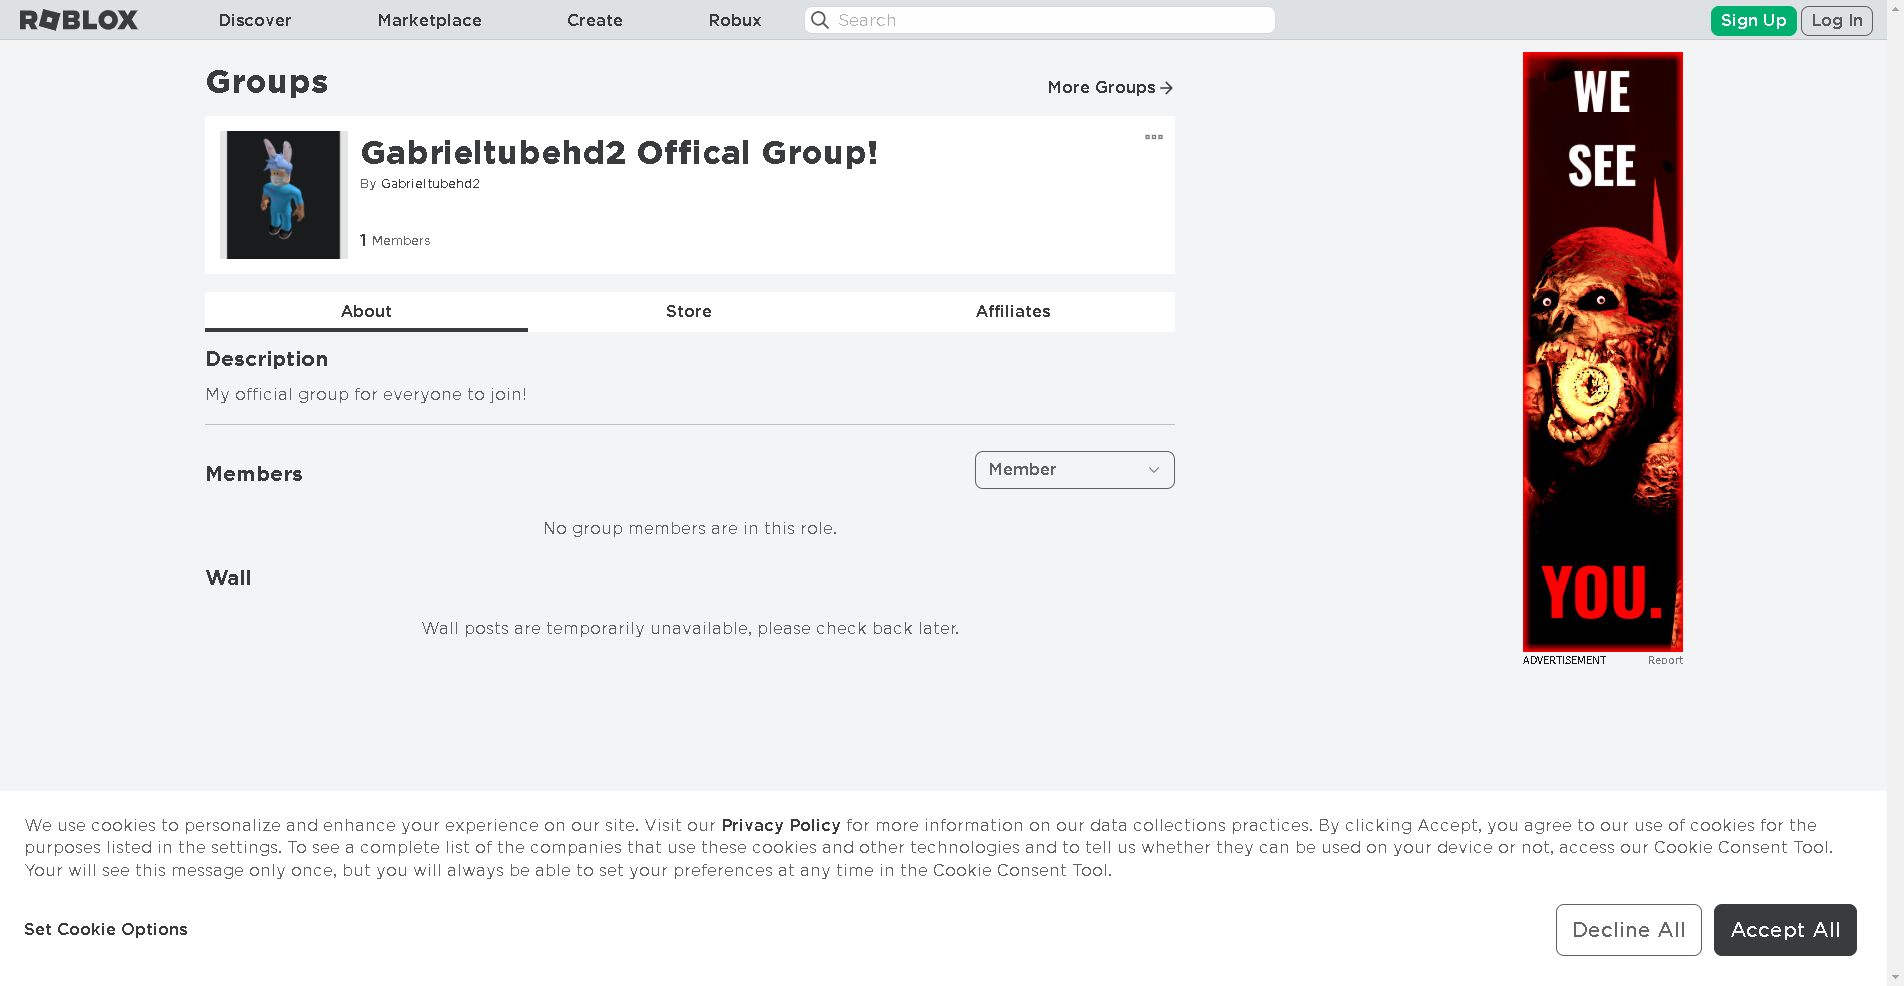 ROBLOX
Discover
Marketplace
Create
Robux
Search
Sign Up
Log In
Groups
More Groups
Gabrieltubehd2 Offical Group!
By Gabrieltubehd2
1 Members
About
Store
Affiliates
Description
My official group for everyone to join!
Members
Member
No group members are in this role.
Wall
Wall posts are temporarily unavailable, please check back later.
WE
SEE
YOU.
ADVERTISEMENT
Report
We use cookies to personalize and enhance your experience on our site. Visit our Privacy Policy for more information on our data collections practices. By clicking Accept, you agree to our use of cookies for the
purposes listed in the settings. To see a complete list of the companies that use these cookies and other technologies and to tell us whether they can be used on your device or not, access our Cookie Consent Tool.
Your will see this message only once, but you will always be able to set your preferences at any time in the Cookie Consent Tool.
Set Cookie Options
Decline All
Accept All